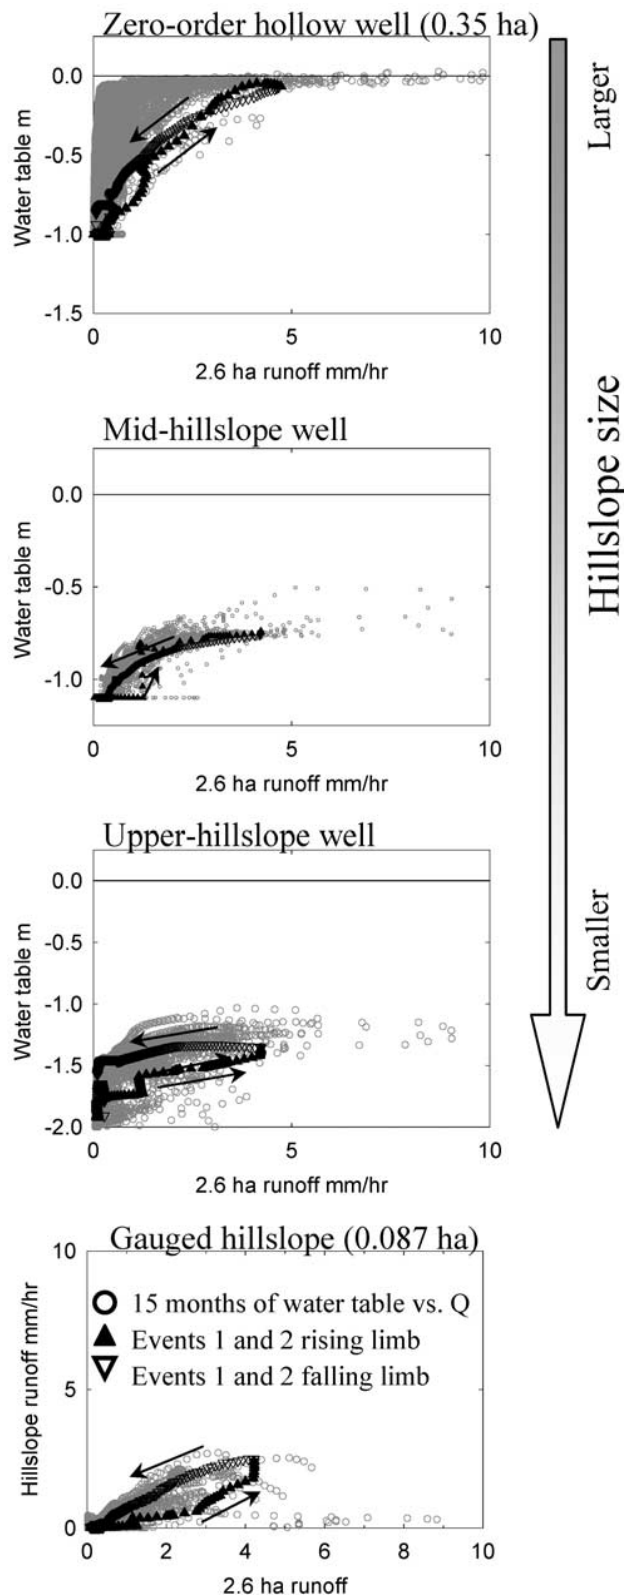 Zero-order hollow well (0.35 ha)
0.0
-0.5
-1.0
-1.5
Water table m
0
5
10
2.6 ha runoff mm/hr
Mid-hillslope well
0.0
-0.5
-1.0
Water table m
0
5
10
2.6 ha runoff mm/hr
Upper-hillslope well
0.0
-0.5
-1.0
-1.5
-2.0
Water table m
0
5
10
2.6 ha runoff mm/hr
Gauged hillslope (0.087 ha)
10
5
0
Hillslope runoff mm/hr
15 months of water table vs. Q
Events 1 and 2 rising limb
Events 1 and 2 falling limb
0
2
4
6
8
10
2.6 ha runoff
Larger
Hillslope size
Smaller